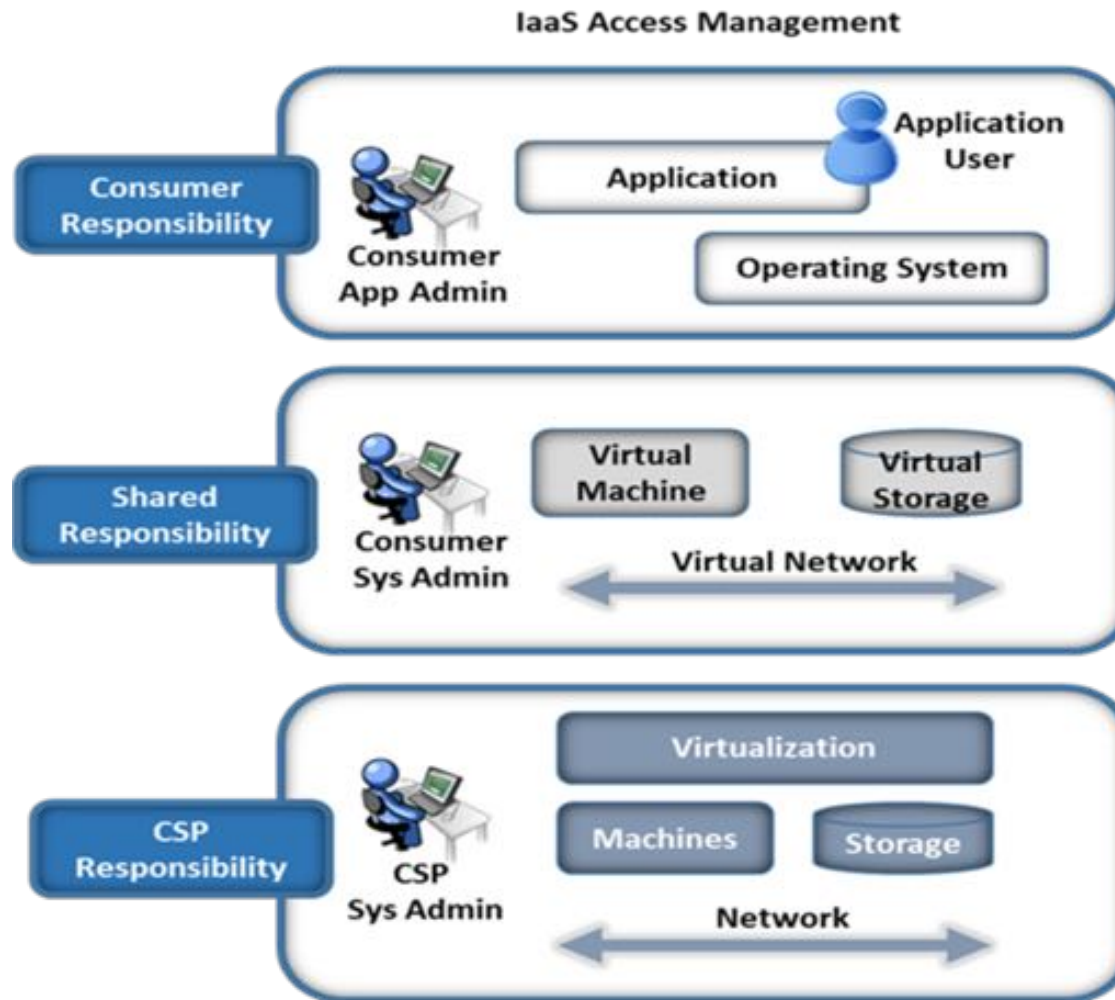 IaaS Access Management
Consumer
Responsibility
Consumer
App Admin
Application
Application
User
Operating System
Shared
Responsibility
Consumer
Sys Admin
Virtual
Machine
Virtual
Storage
Virtual Network
CSP
Responsibility
CSP
Sys Admin
Virtualization
Machines
Storage
Network